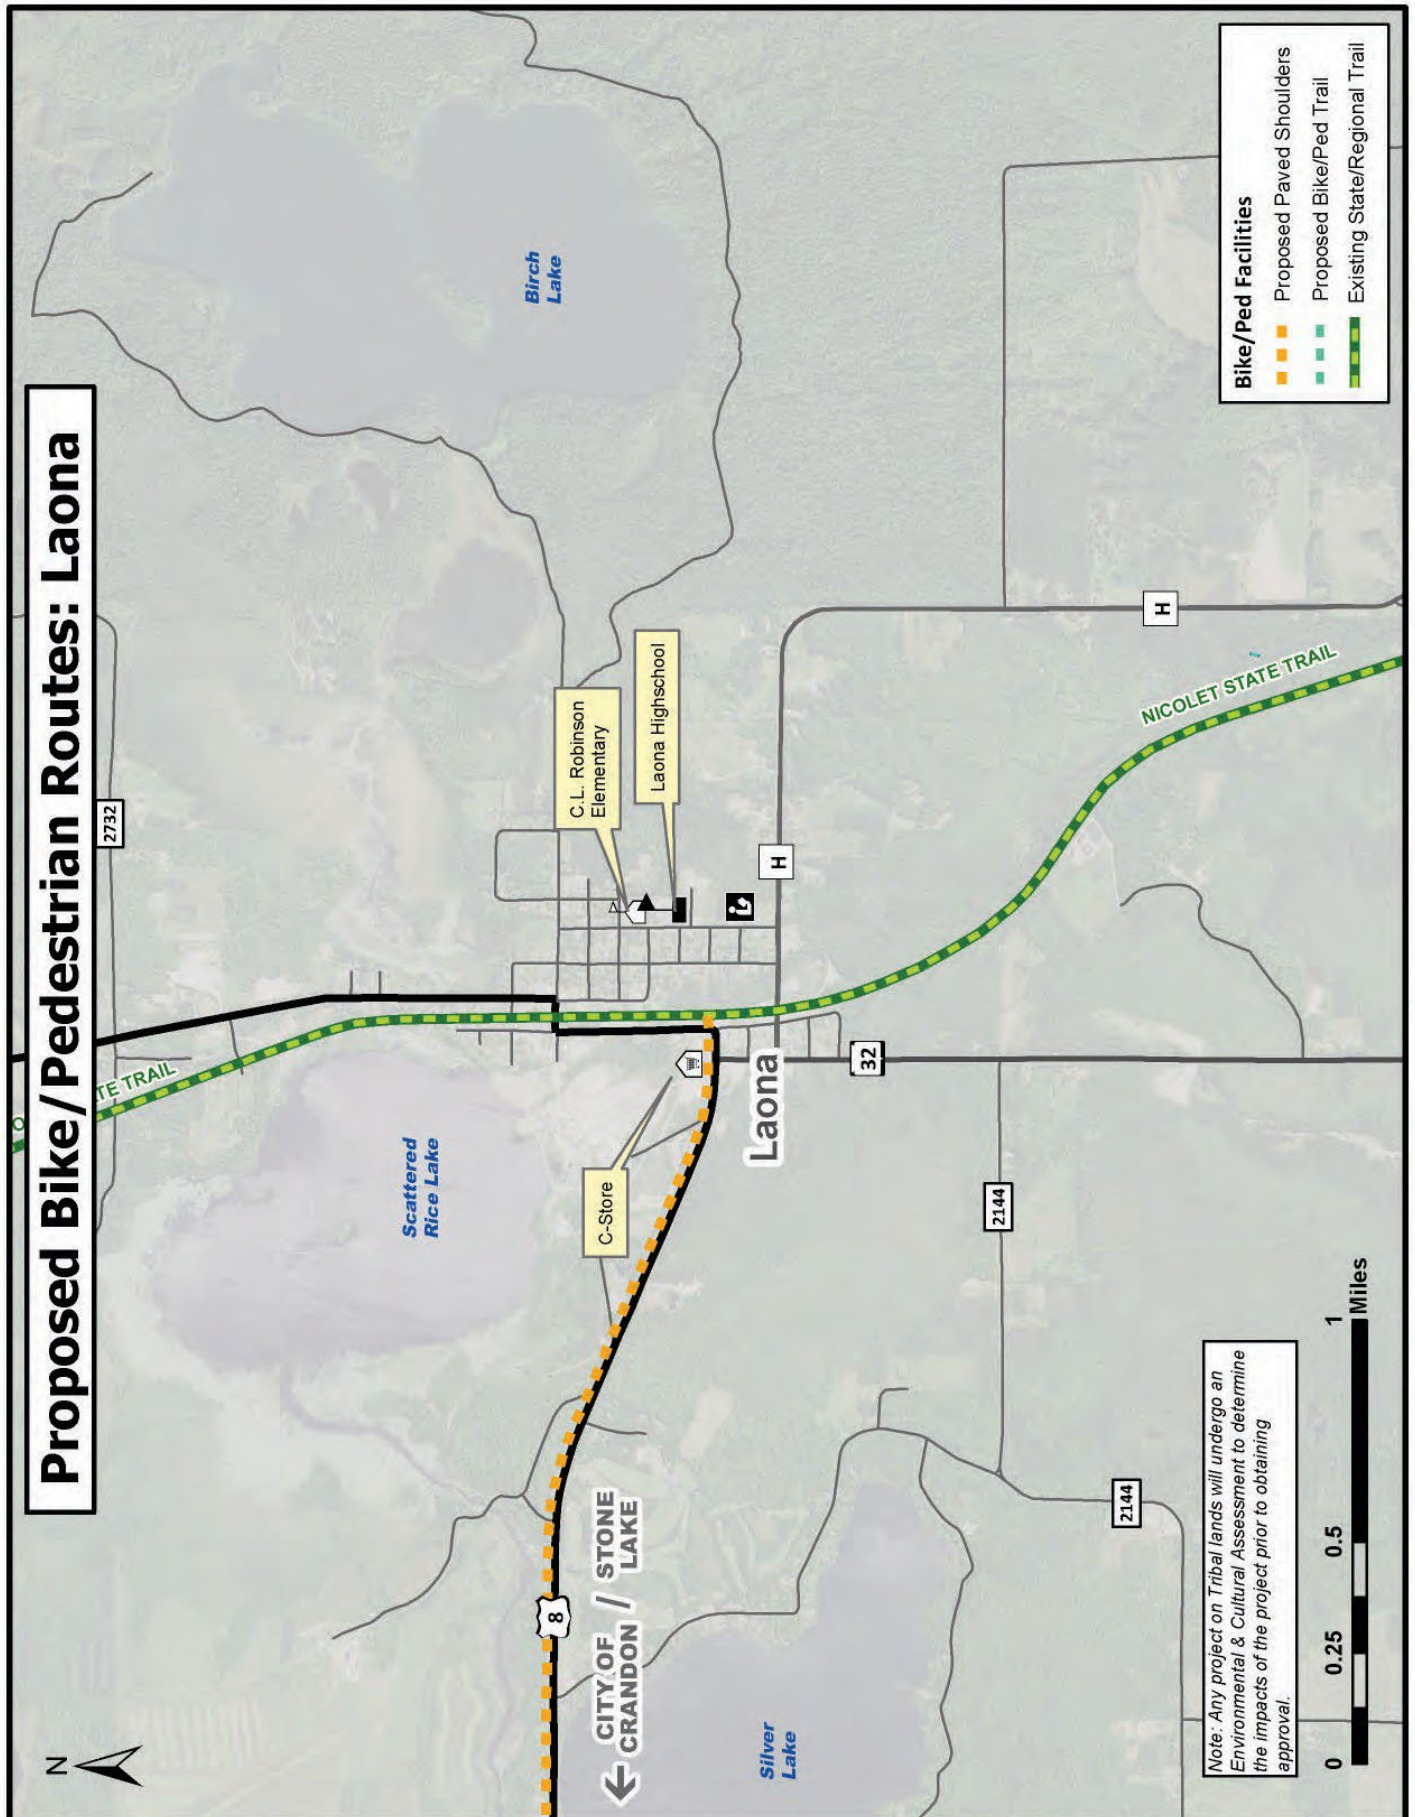 Proposed Bike/Pedestrian Routes: Laona
N
O
TE TRAIL
2732
Birch
Lake
Scattered
Rice Lake
C.L. Robinson
Elementary
Laona Highschool
C-Store
8
← CITY OF // STONE
CRANDON // LAKE
Laona
H
32
H
NICOLET STATE TRAIL
Silver
Lake
2144
2144
Note: Any project on Tribal lands will undergo an
Environmental & Cultural Assessment to determine
the impacts of the project prior to obtaining
approval.
0 0.25 0.5 1
Miles
Bike/Ped Facilities
Proposed Paved Shoulders
Proposed Bike/Ped Trail
Existing State/Regional Trail